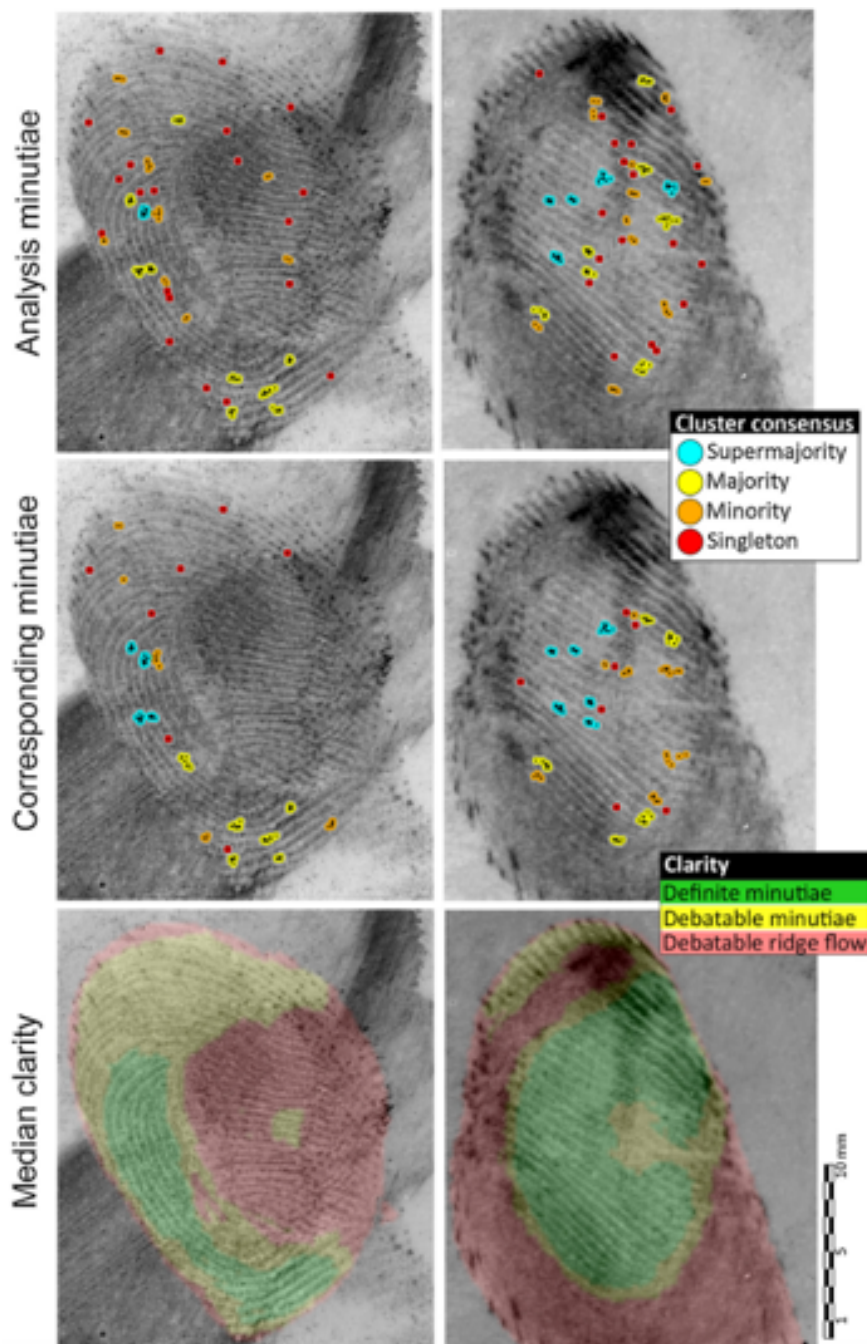 Analysis minutiae
Cluster consensus
Supermajority
Majority
Minority
Singleton
Corresponding minutiae
Clarity
Definite minutiae
Debatable minutiae
Debatable ridge flow
Median clarity
10 mm
5
1